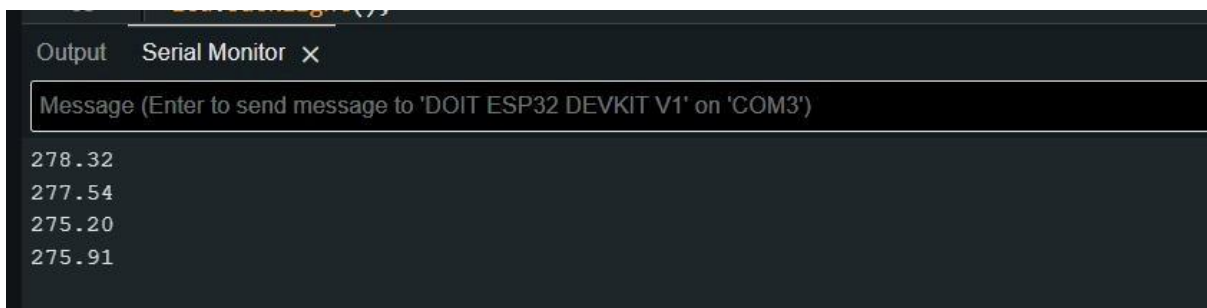 Output Serial Monitor ×
Message (Enter to send message to 'DOIT ESP32 DEVKIT V1' on 'COM3')
278.32
277.54
275.20
275.91